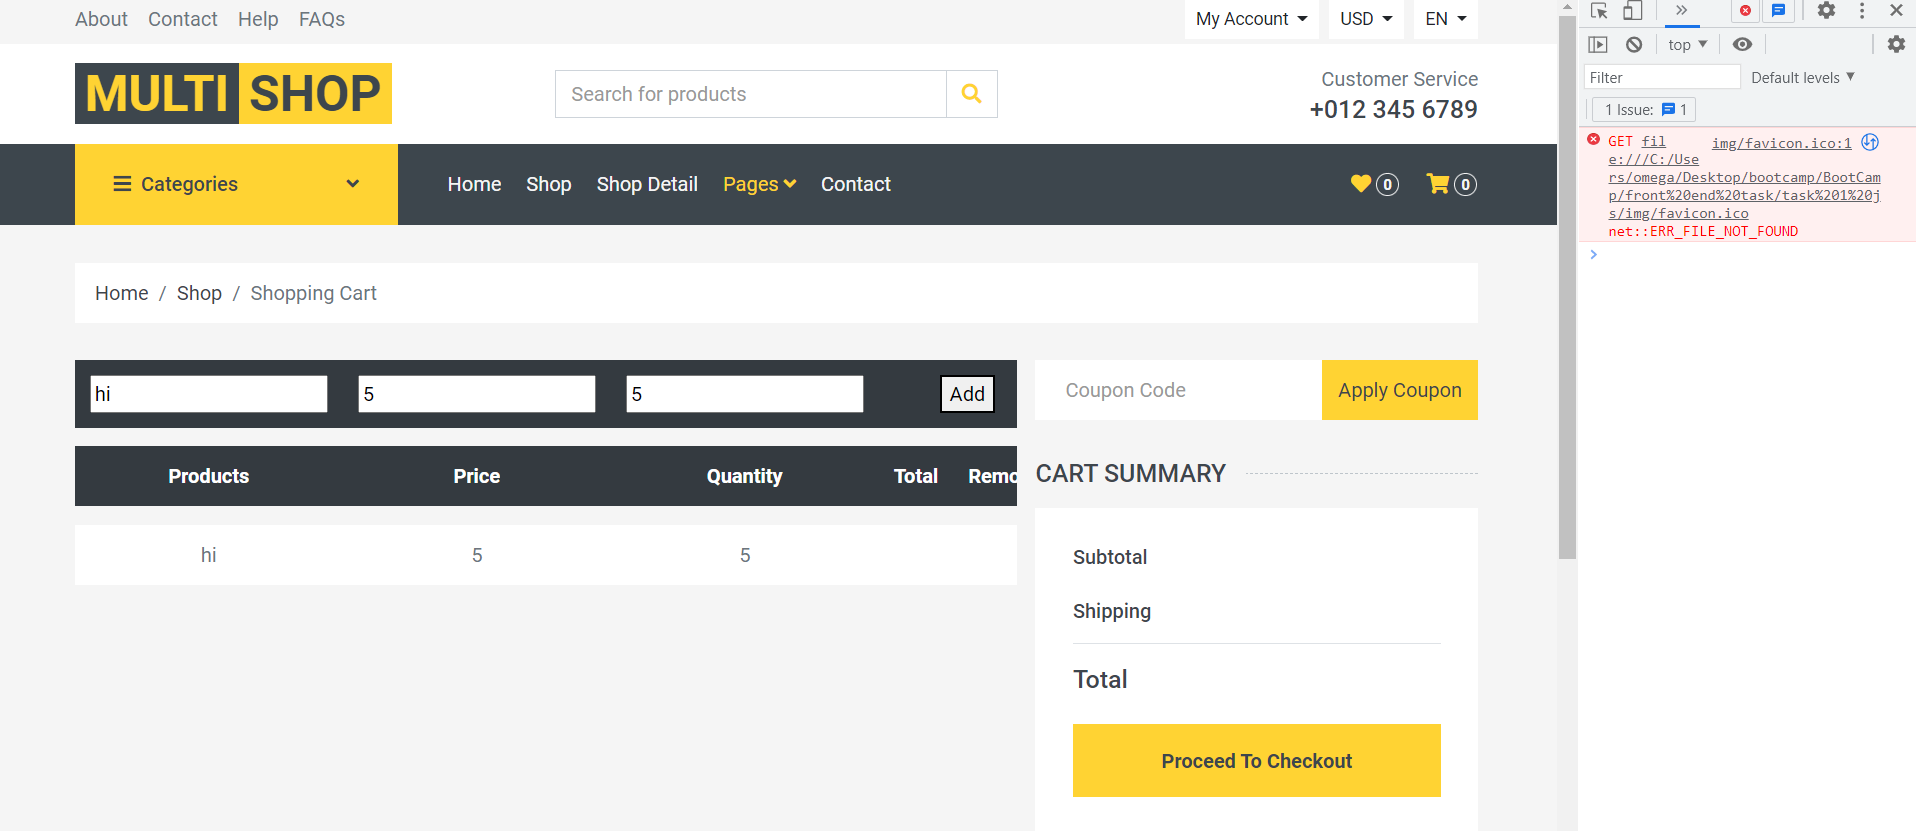 About Contact Help FAQs
My Account USD EN
MULTI SHOP
Search for products
Customer Service
+012 345 6789
Categories
Home Shop Shop Detail Pages Contact
0 0
Home / Shop / Shopping Cart
hi 5 5 Add
Products Price Quantity Total Remo
hi 5 5
Coupon Code Apply Coupon
CART SUMMARY
Subtotal
Shipping
Total
Proceed To Checkout
top
Filter Default levels
1 Issue: 1
GET fil img/favicon.ico:1
e:///C:/Use
rs/omega/Desktop/bootcamp/BootCam
p/front%20end%20task/task%201%20j
s/img/favicon.ico
net::ERR_FILE_NOT_FOUND